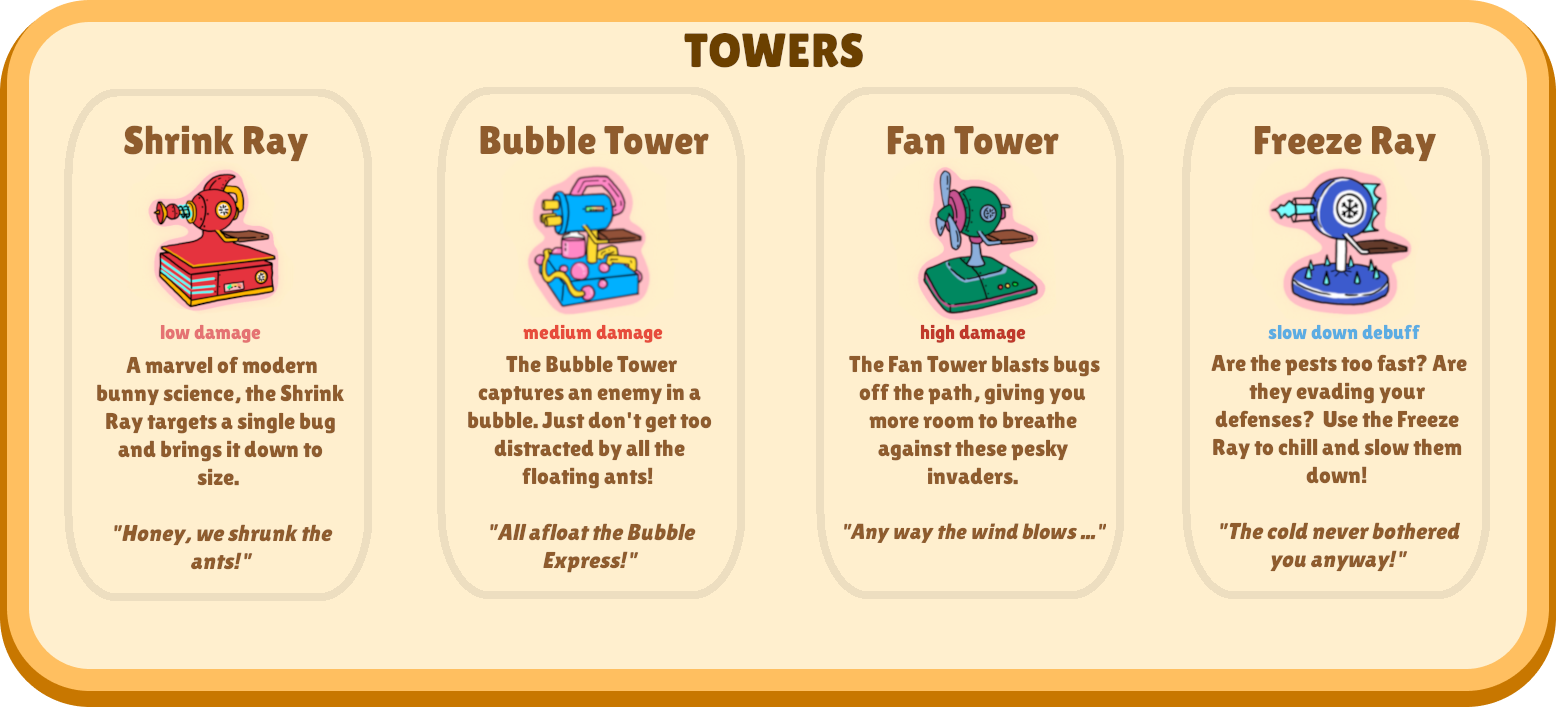 TOWERS
Shrink Ray
low damage
A marvel of modern
bunny science, the Shrink
Ray targets a single bug
and brings it down to
size.
"Honey, we shrunk the
ants!"
Bubble Tower
medium damage
The Bubble Tower
captures an enemy in a
bubble. Just don't get too
distracted by all the
floating ants!
"All afloat the Bubble
Express!"
Fan Tower
high damage
The Fan Tower blasts bugs
off the path, giving you
more room to breathe
against these pesky
invaders.
"Any way the wind blows ..."
Freeze Ray
slow down debuff
Are the pests too fast? Are
they evading your
defenses?  Use the Freeze
Ray to chill and slow them
down!
"The cold never bothered
you anyway!"